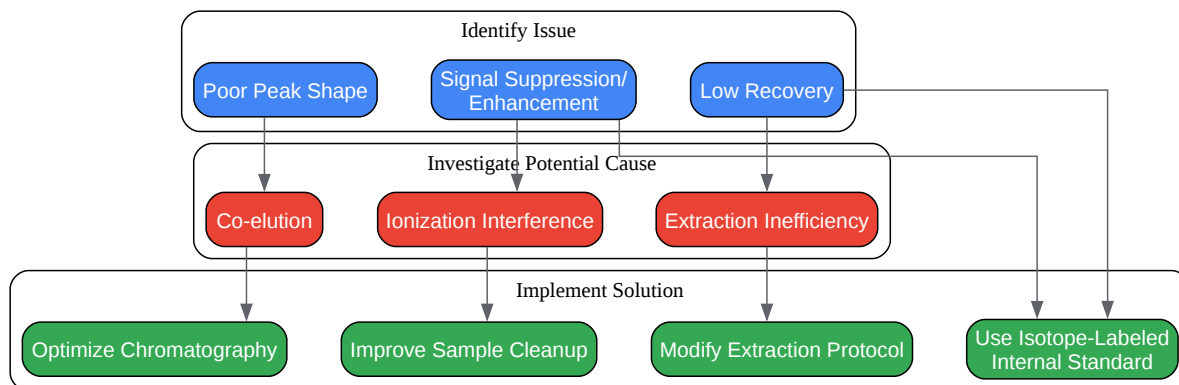 Identify Issue
Poor Peak Shape
Signal Suppression/
Enhancement
Low Recovery
Investigate Potential Cause
Co-elution
Ionization Interference
Extraction Inefficiency
Implement Solution
Optimize Chromatography
Improve Sample Cleanup
Modify Extraction Protocol
Use Isotope-Labeled
Internal Standard